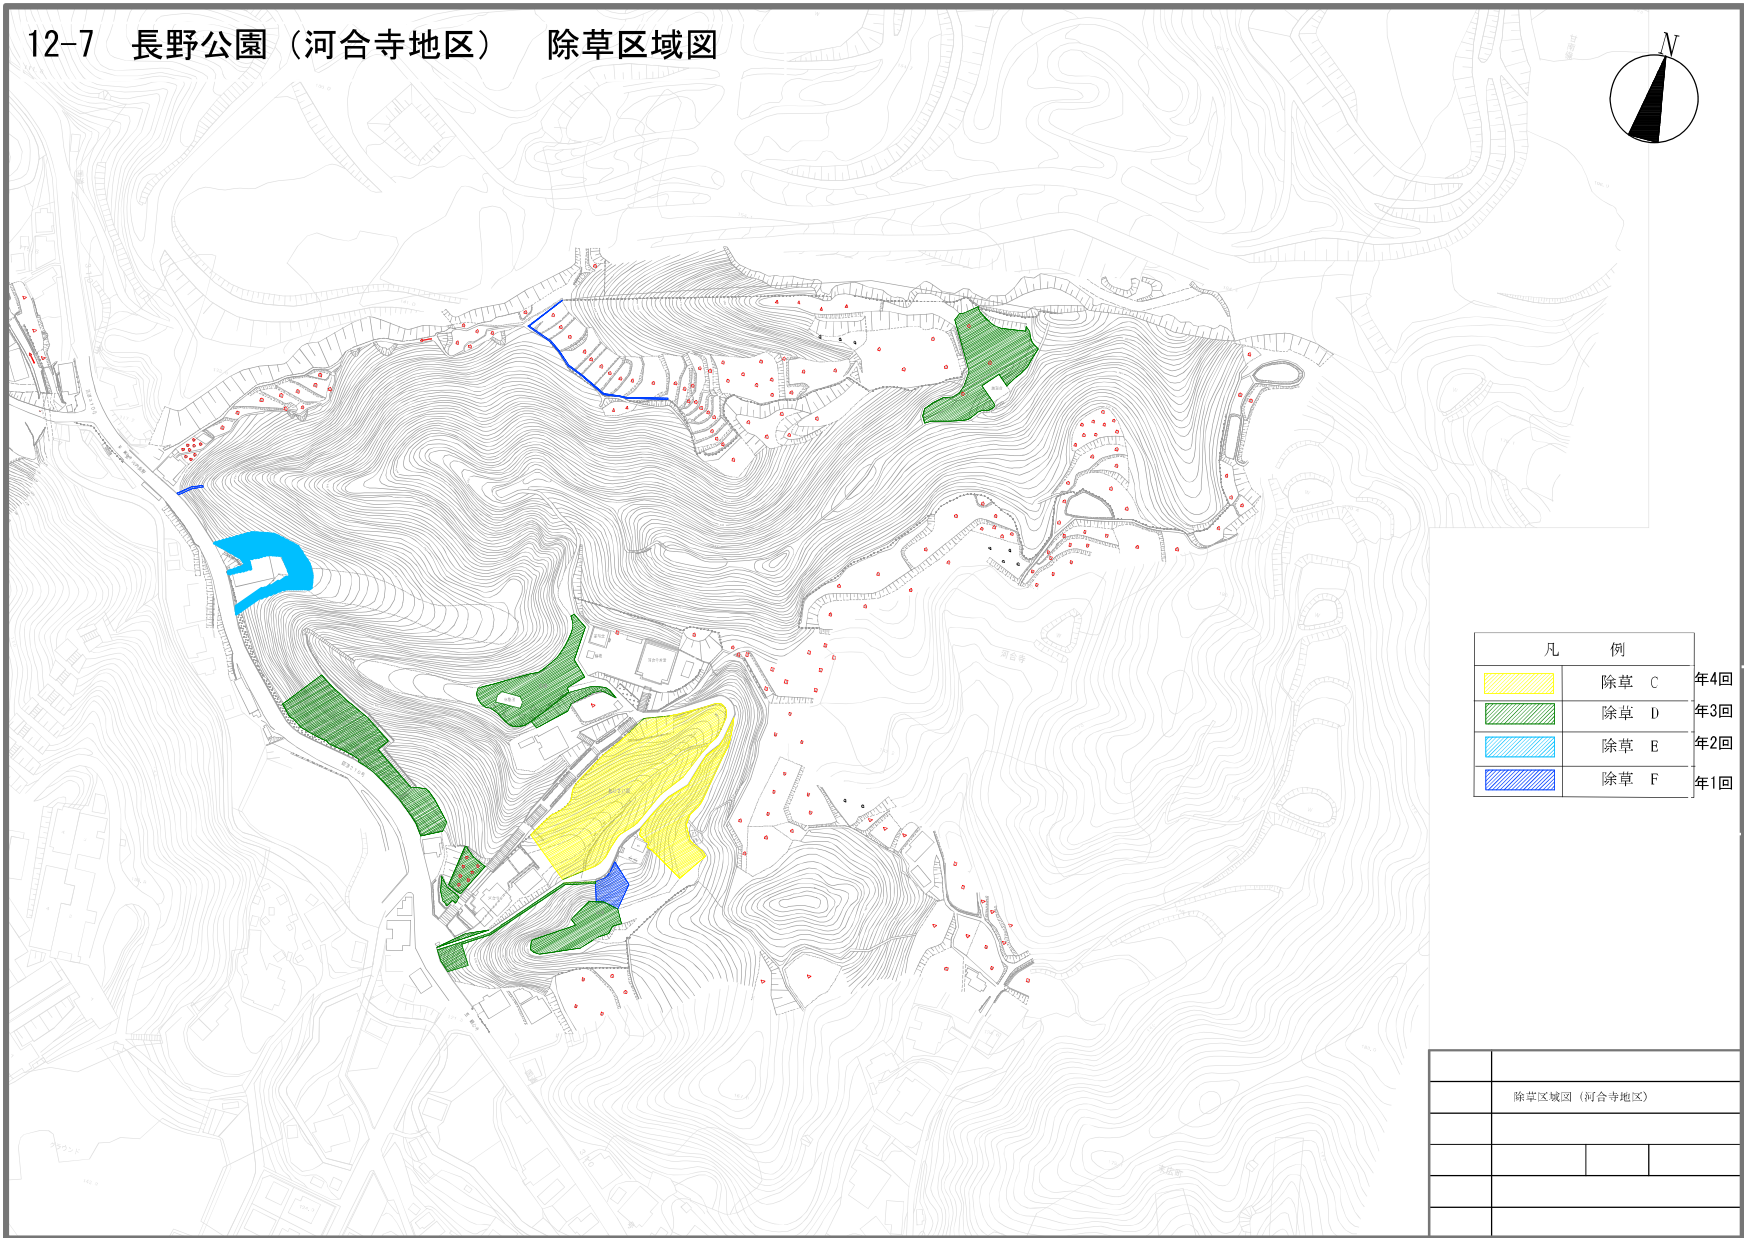 12-7　長野公園（河合寺地区）　除草区域図
N
凡　例
除草　C　年4回
除草　D　年3回
除草　E　年2回
除草　F　年1回
除草区域図（河合寺地区）